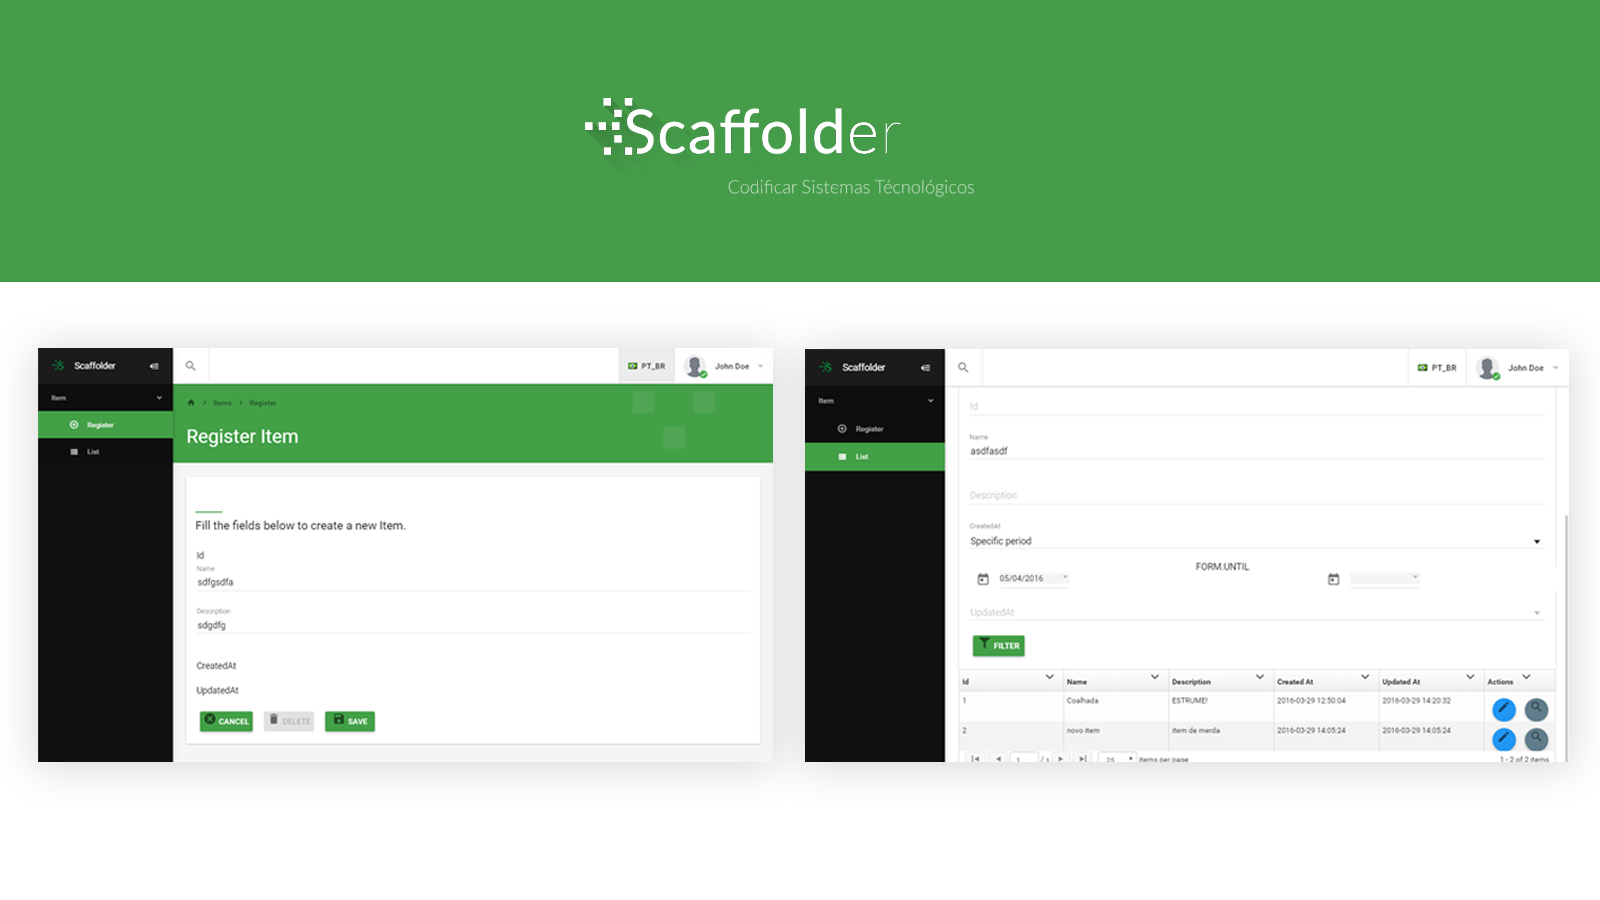 Scaffolder
Codificar Sistemas Técnológicos
Scaffolder
PT_BR
John Doe
Item
Register
List
Items
Register
Register Item
Fill the fields below to create a new Item.
Id
Name
sdfgsdfa
Description
sdgdfg
CreatedAt
UpdatedAt
CANCEL
DELETE
SAVE
Scaffolder
PT_BR
John Doe
Item
Register
List
Id
Name
asdfasdf
Description
CreatedAt
Specific period
FORM.UNTIL
05/04/2016
UpdatedAt
FILTER
Id Name Description Created At Updated At Actions
1 Coalhada ESTRUME! 2016-03-29 12:50:04 2016-03-29 14:20:32
2 novo item item de merda 2016-03-29 14:05:24 2016-03-29 14:05:24
1 / 1 25 items per page 1 - 2 of 2 items